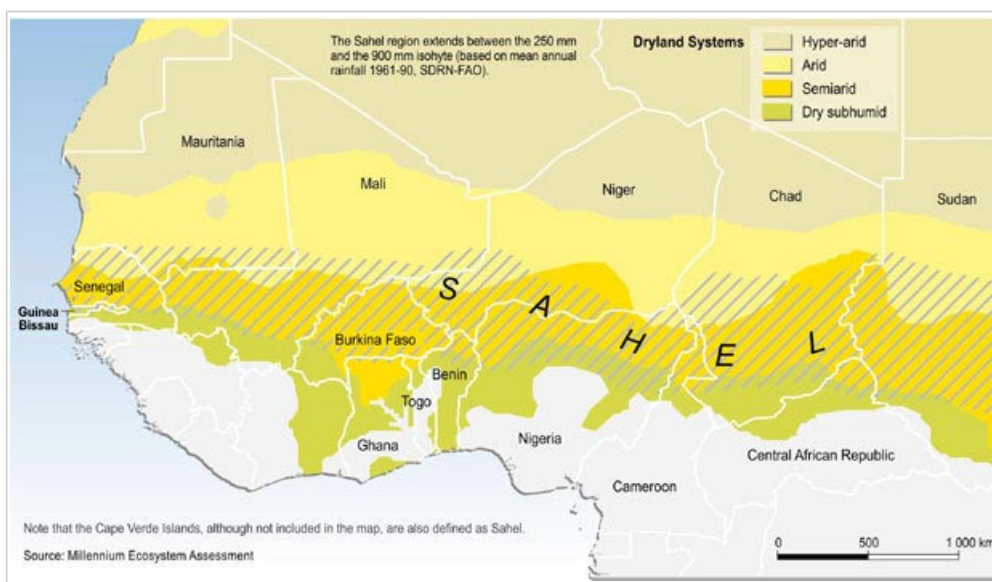 The Sahel region extends between the 250 mm
and the 900 mm isohyte (based on mean annual
rainfall 1961-90, SDRN-FAO).
Dryland Systems
Hyper-arid
Arid
Semiarid
Dry subhumid
Mauritania
Mali
Niger
Chad
Sudan
Senegal
Guinea
Bissau
SAHEL
Burkina Faso
Benin
Togo
Ghana
Nigeria
Cameroon
Central African Republic
Note that the Cape Verde Islands, although not included in the map, are also defined as Sahel.
Source: Millennium Ecosystem Assessment
0 500 1 000 km